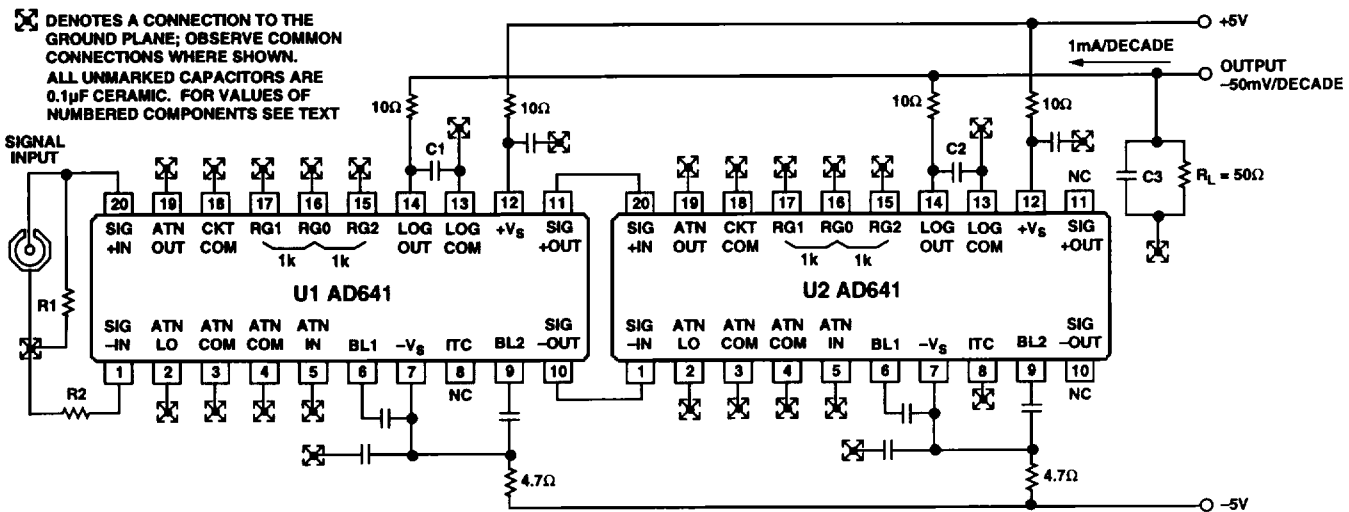 DENOTES A CONNECTION TO THE
GROUND PLANE; OBSERVE COMMON
CONNECTIONS WHERE SHOWN.
ALL UNMARKED CAPACITORS ARE
0.1µF CERAMIC. FOR VALUES OF
NUMBERED COMPONENTS SEE TEXT
+5V
1mA/DECADE
OUTPUT
–50mV/DECADE
10Ω 10Ω 10Ω 10Ω
SIGNAL
INPUT
C1 C2 C3
RL = 50Ω
NC
20 19 18 17 16 15 14 13 12 11
SIG +IN
ATN OUT
CKT COM
RG1 RG0 RG2
1k 1k
LOG OUT
LOG COM
+VS
SIG +OUT
U1 AD641
R1
SIG –IN
ATN LO
ATN COM
ATN COM
ATN IN
BL1
–VS
ITC
BL2
SIG –OUT
1 2 3 4 5 6 7 8 9 10
NC
R2
4.7Ω
20 19 18 17 16 15 14 13 12 11
SIG +IN
ATN OUT
CKT COM
RG1 RG0 RG2
1k 1k
LOG OUT
LOG COM
+VS
SIG +OUT
U2 AD641
SIG –IN
ATN LO
ATN COM
ATN COM
ATN IN
BL1
–VS
ITC
BL2
SIG –OUT
1 2 3 4 5 6 7 8 9 10
NC
4.7Ω
–5V